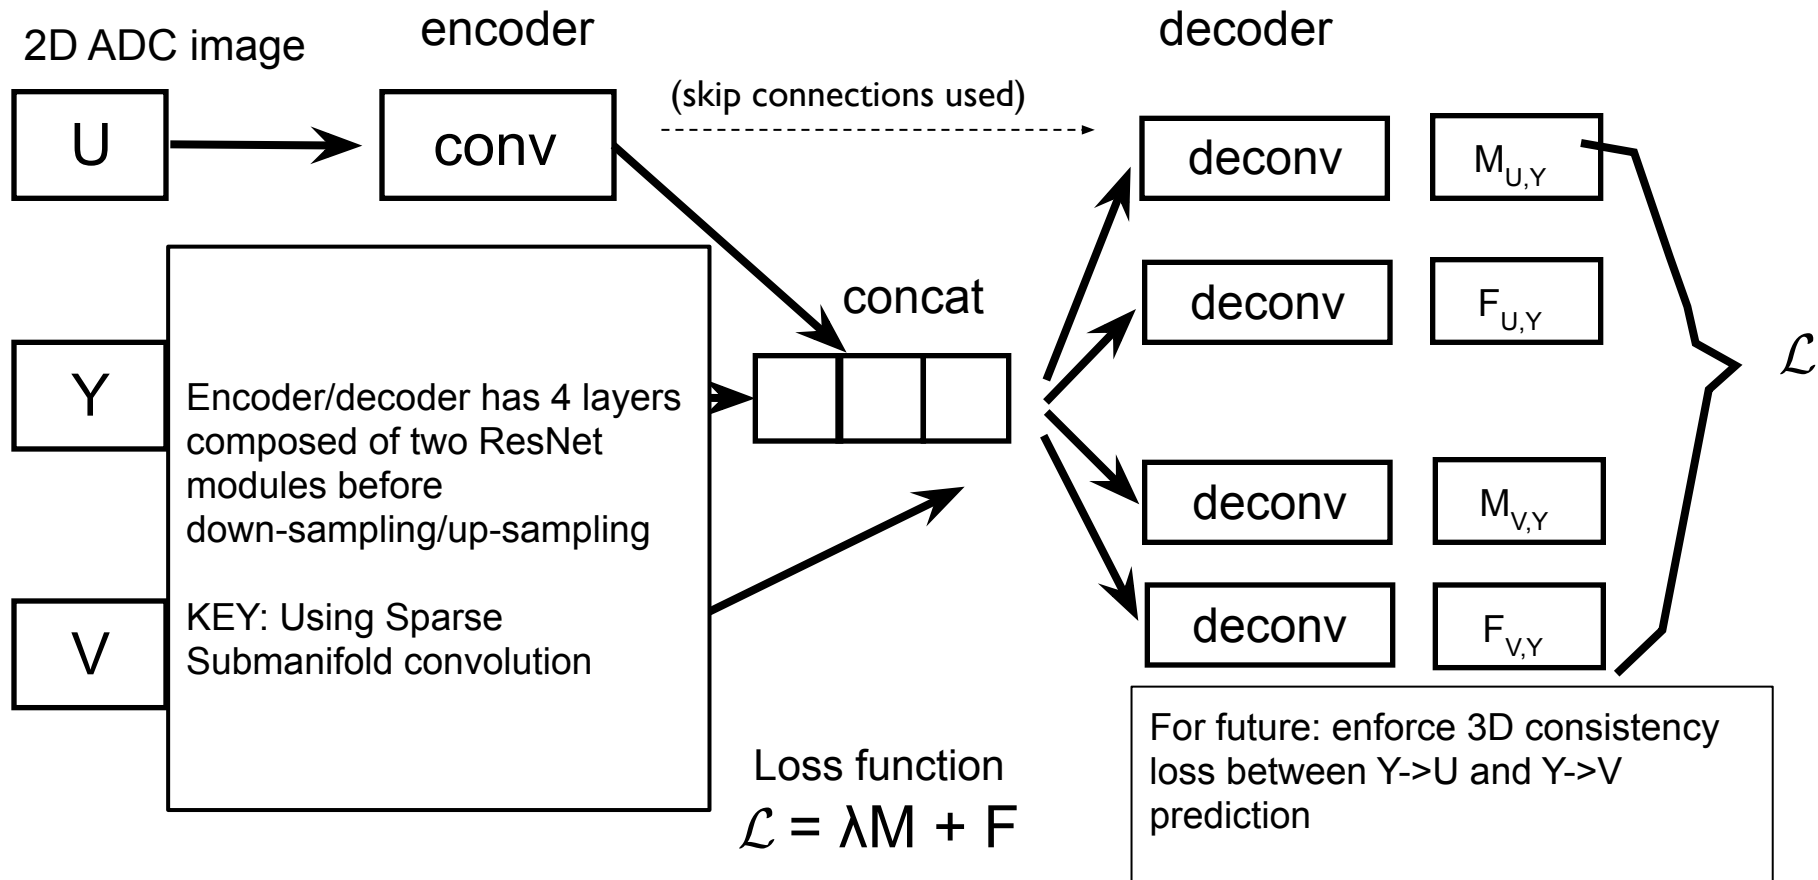 2D ADC image
encoder
decoder
(skip connections used)
U
conv
deconv
M_{U,Y}
concat
deconv
F_{U,Y}
ℒ
Y
Encoder/decoder has 4 layers
composed of two ResNet
modules before
down-sampling/up-sampling
KEY: Using Sparse
Submanifold convolution
deconv
M_{V,Y}
V
deconv
F_{V,Y}
Loss function
ℒ = λM + F
For future: enforce 3D consistency
loss between Y->U and Y->V
prediction